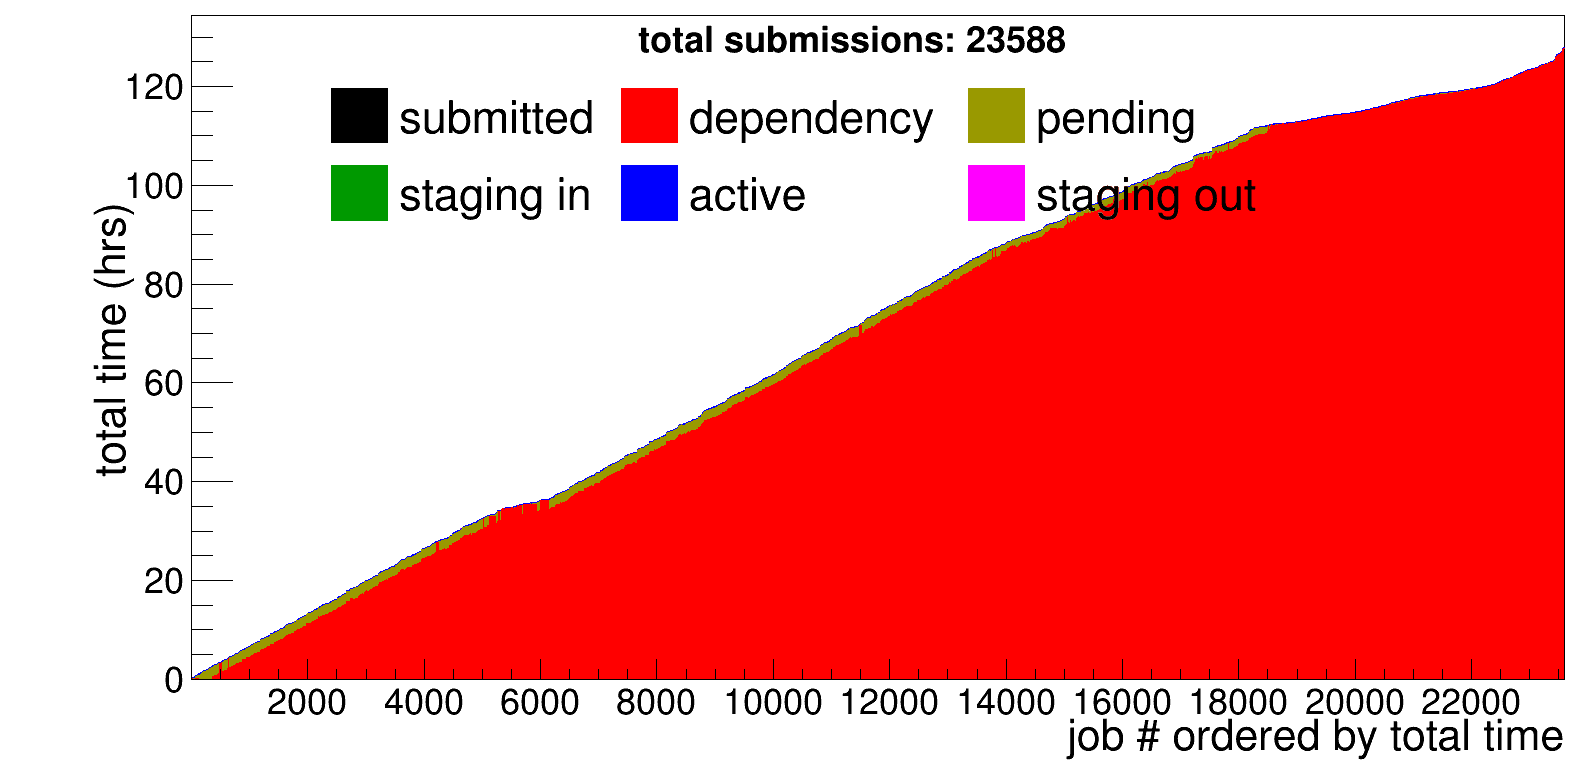 total submissions: 23588
submitted dependency pending
staging in active staging out
total time (hrs)
120
100
80
60
40
20
0
2000 4000 6000 8000 10000 12000 14000 16000 18000 20000 22000
job # ordered by total time